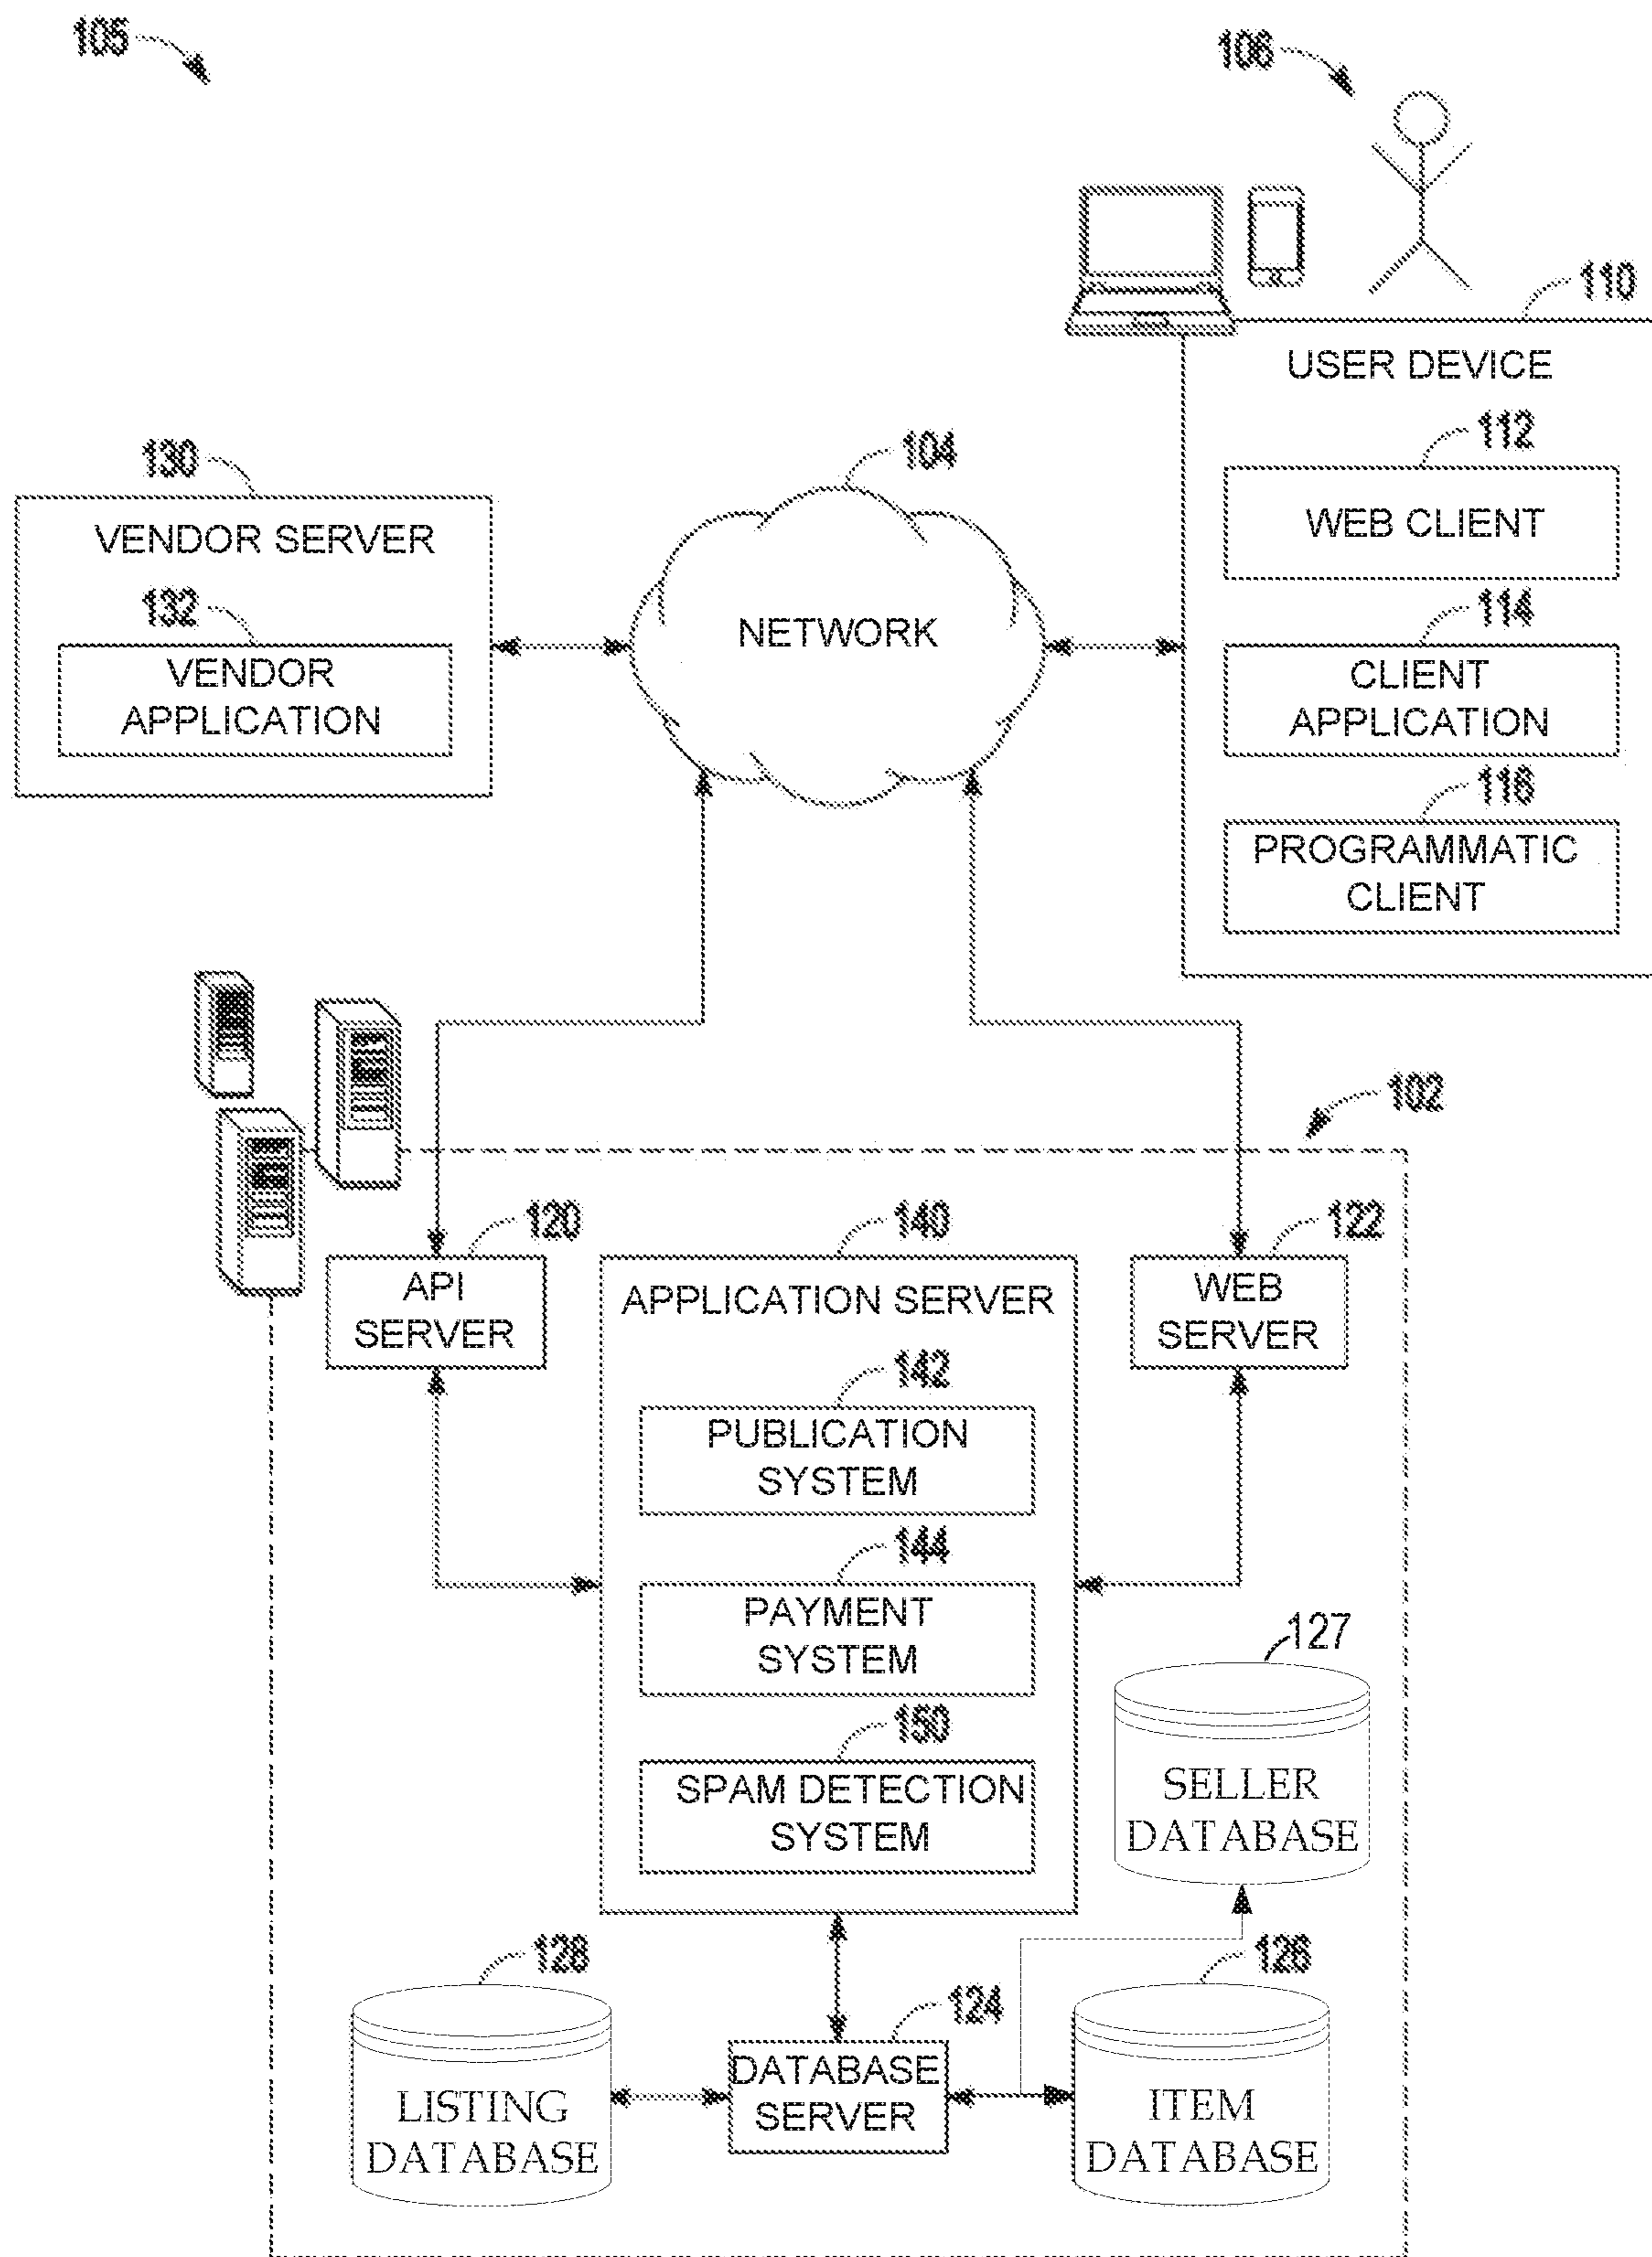 105
106
110
USER DEVICE
112
WEB CLIENT
114
CLIENT
APPLICATION
116
PROGRAMMATIC
CLIENT
130
VENDOR SERVER
132
VENDOR
APPLICATION
104
NETWORK
102
120
API
SERVER
140
APPLICATION SERVER
142
PUBLICATION
SYSTEM
144
PAYMENT
SYSTEM
150
SPAM DETECTION
SYSTEM
122
WEB
SERVER
127
SELLER
DATABASE
128
LISTING
DATABASE
124
DATABASE
SERVER
126
ITEM
DATABASE